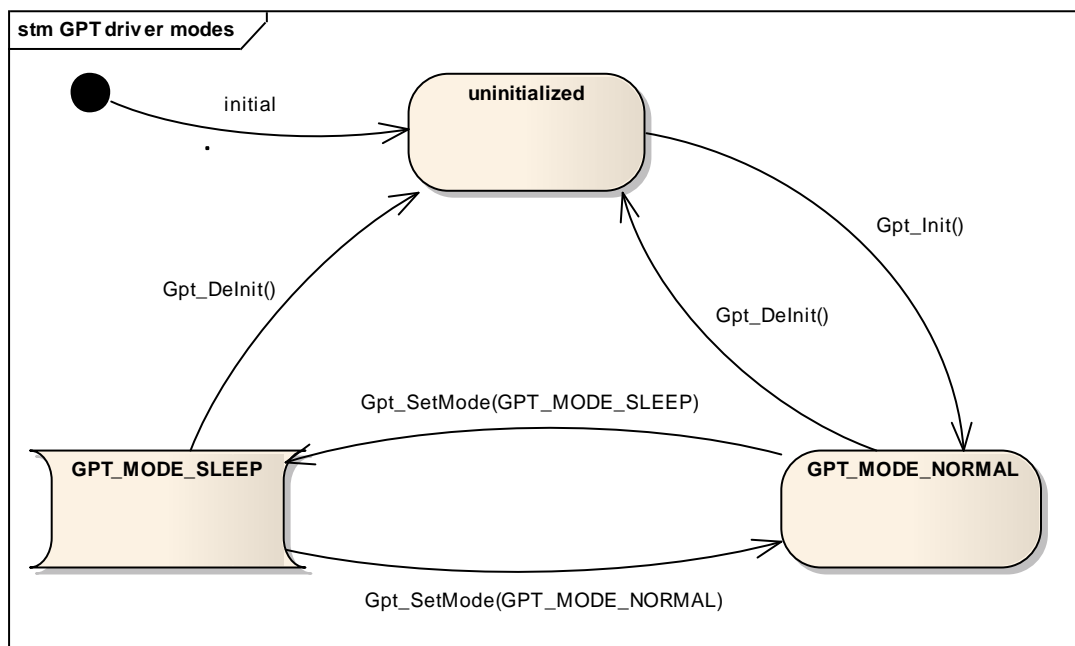 stm GPT driver modes
initial
uninitialized
Gpt_Init()
Gpt_DeInit()
Gpt_DeInit()
Gpt_SetMode(GPT_MODE_SLEEP)
GPT_MODE_SLEEP
GPT_MODE_NORMAL
Gpt_SetMode(GPT_MODE_NORMAL)